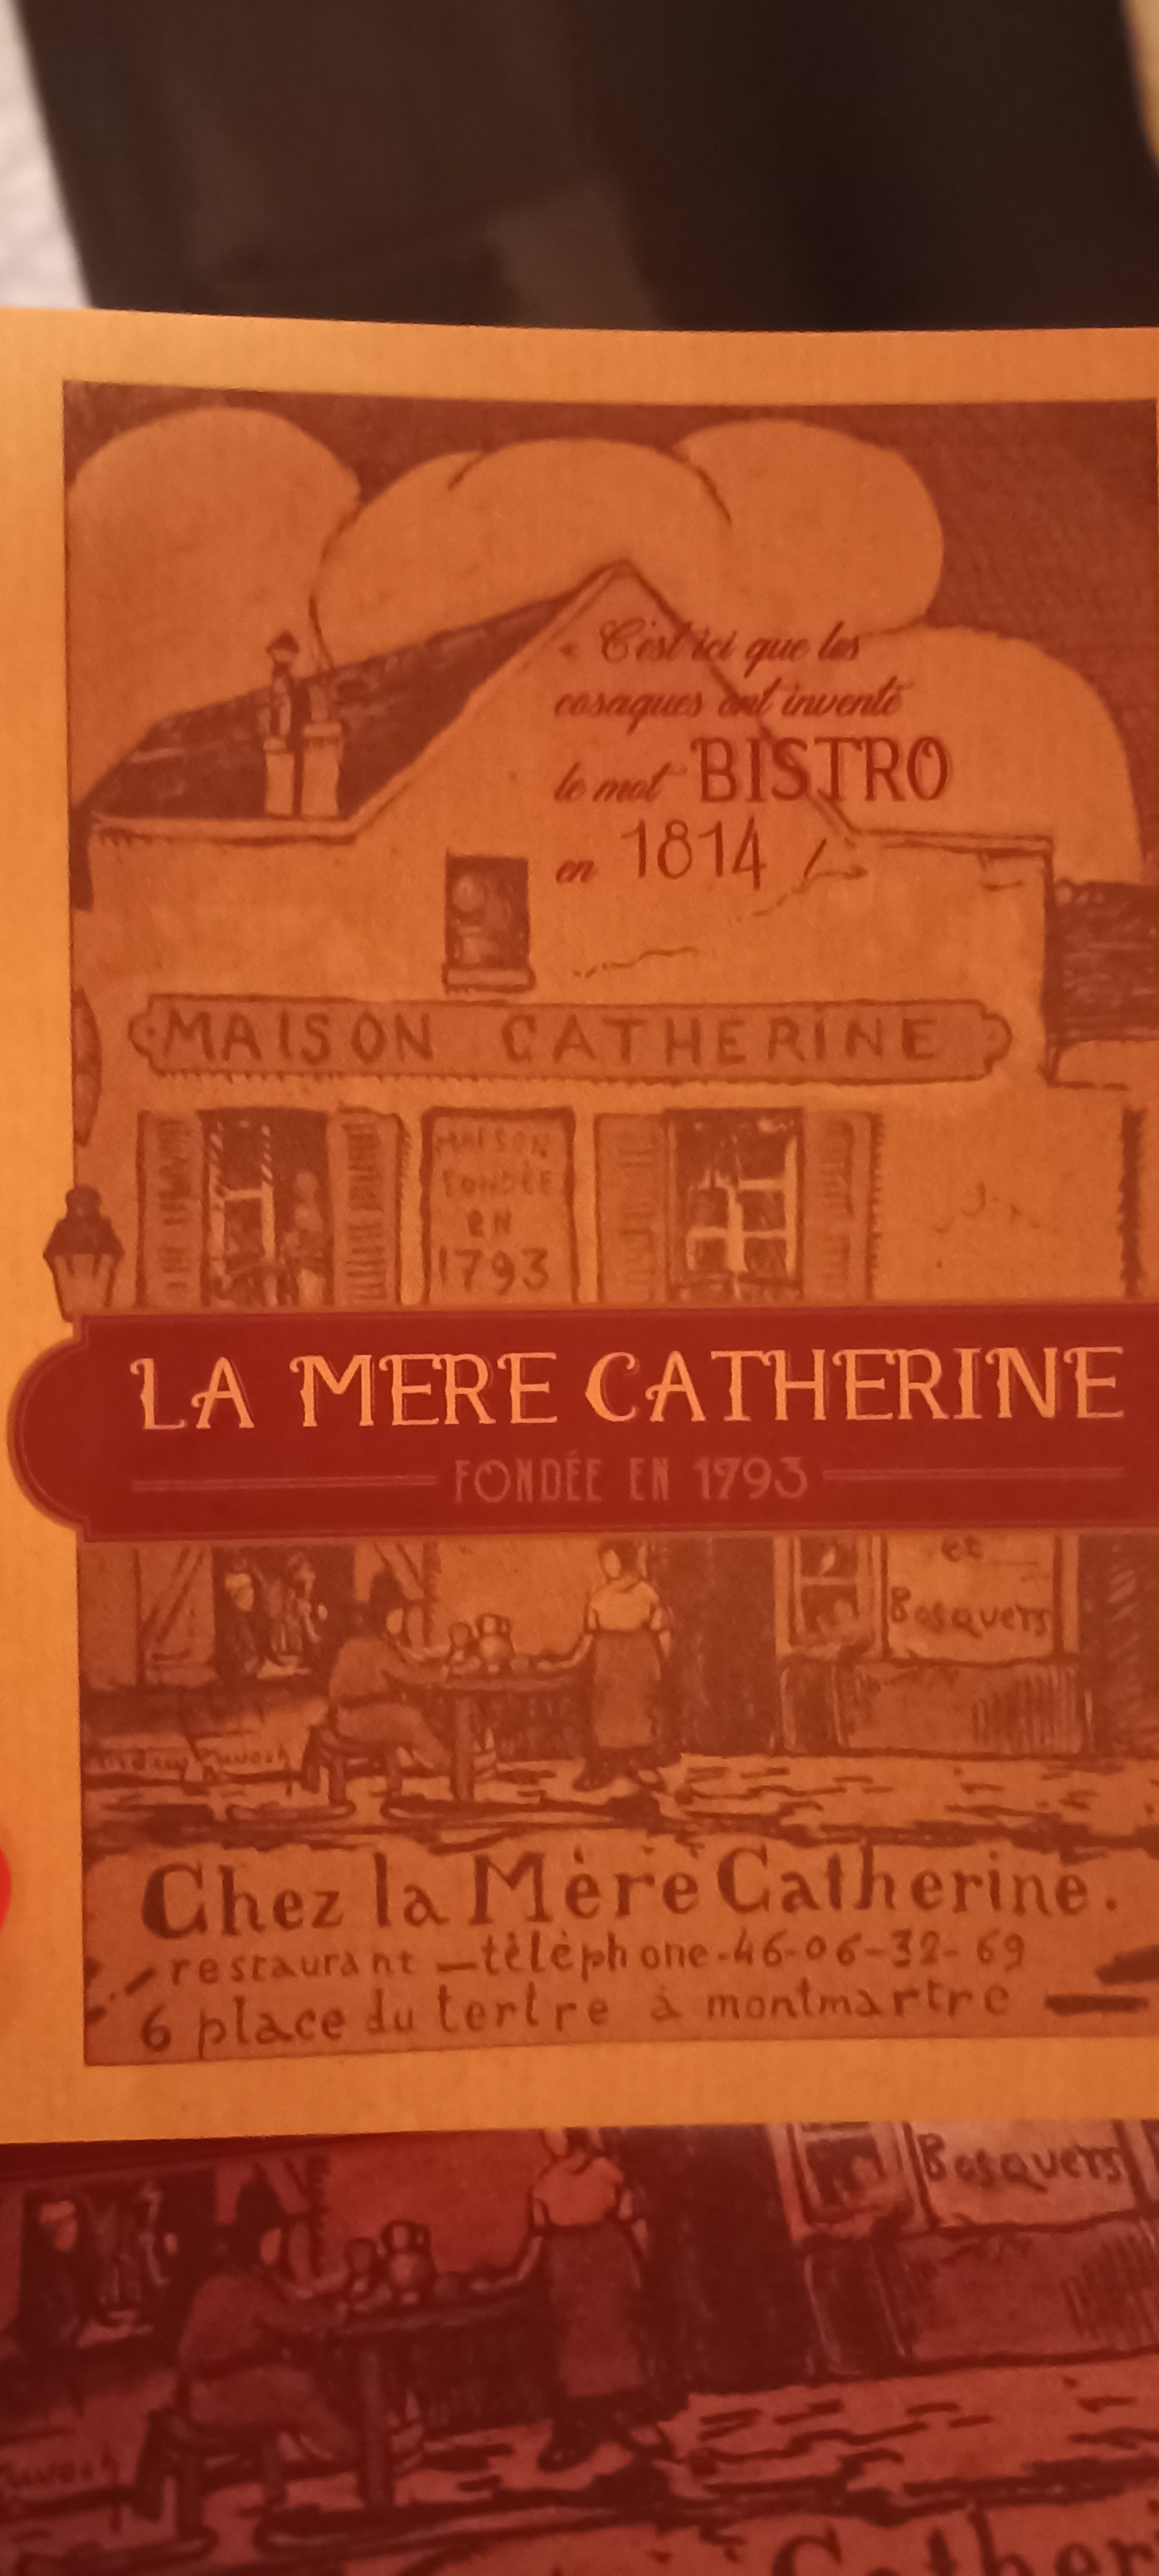 « C'est ici que les
cosaques ont inventé
le mot BISTRO
en 1814
MAISON CATHERINE
MAISON
FONDÉE
EN
1793
LA MERE CATHERINE
FONDÉE EN 1793
et
Bosquets
Chez la Mère Catherine.
restaurant - téléphone-46-06-32-69
6 place du tertre à montmartre
Bosquets